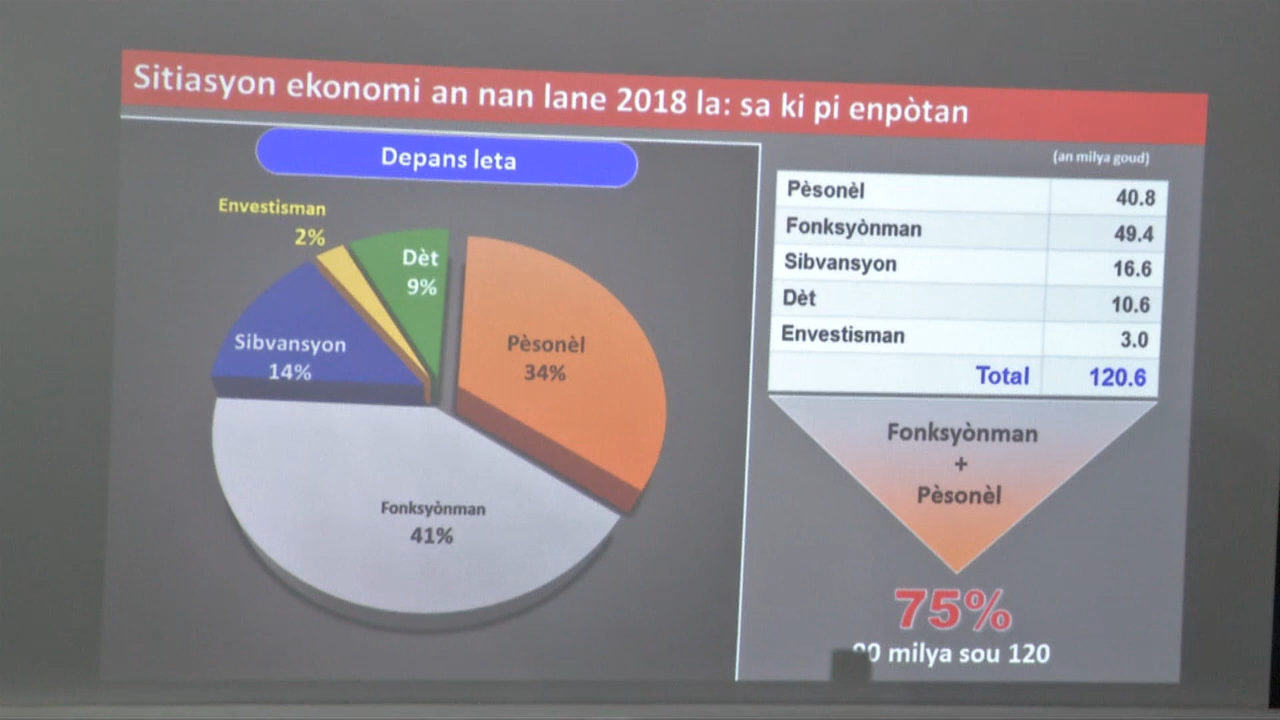 Sitiasyon ekonomi an nan lane 2018 la: sa ki pi enpòtan
Depans leta
Envestisman
2%
Dèt
9%
Sibvansyon
14%
Pèsonèl
34%
Fonksyònman
41%
(an milya goud)
Pèsonèl 40.8
Fonksyònman 49.4
Sibvansyon 16.6
Dèt 10.6
Envestisman 3.0
Total 120.6
Fonksyònman
+
Pèsonèl
75%
milya sou 120